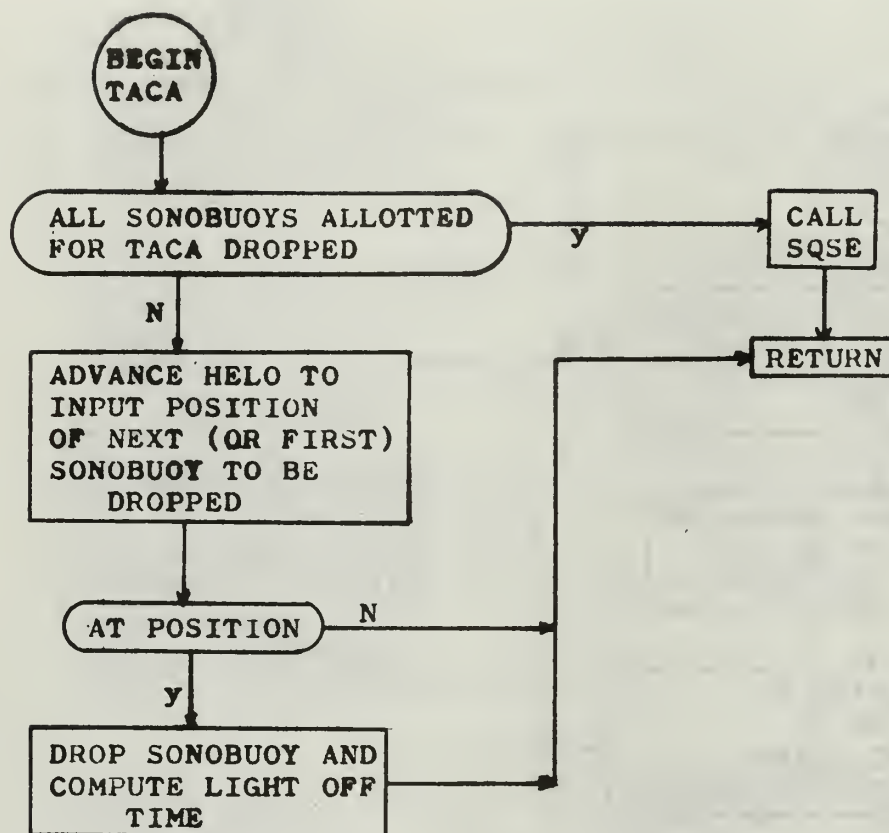 BEGIN
TACA
ALL SONOBUOYS ALLOTTED
FOR TACA DROPPED
y
CALL
SQSE
N
RETURN
ADVANCE HELO TO
INPUT POSITION
OF NEXT (OR FIRST)
SONOBUOY TO BE
DROPPED
AT POSITION
N
y
DROP SONOBUOY AND
COMPUTE LIGHT OFF
TIME